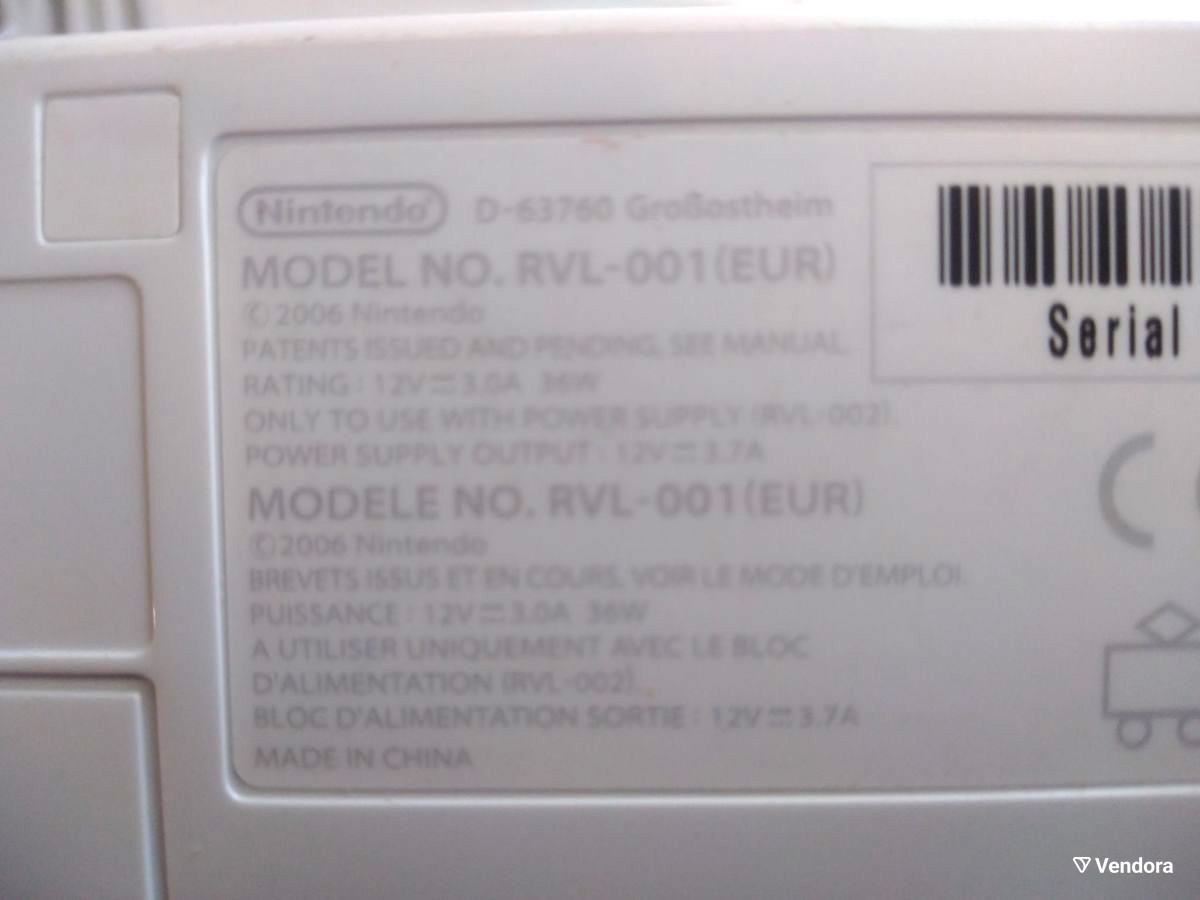 Nintendo D-63760 Großostheim
MODEL NO. RVL-001(EUR)
©2006 Nintendo
PATENTS ISSUED AND PENDING, SEE MANUAL.
RATING : 12V⎓3.0A 36W
ONLY TO USE WITH POWER SUPPLY (RVL-002).
POWER SUPPLY OUTPUT : 12V⎓3.7A
MODELE NO. RVL-001(EUR)
©2006 Nintendo
BREVETS ISSUS ET EN COURS, VOIR LE MODE D'EMPLOI.
PUISSANCE : 12V⎓3.0A 36W
A UTILISER UNIQUEMENT AVEC LE BLOC
D'ALIMENTATION (RVL-002).
BLOC D'ALIMENTATION SORTIE : 12V⎓3.7A
MADE IN CHINA
Serial
Vendora